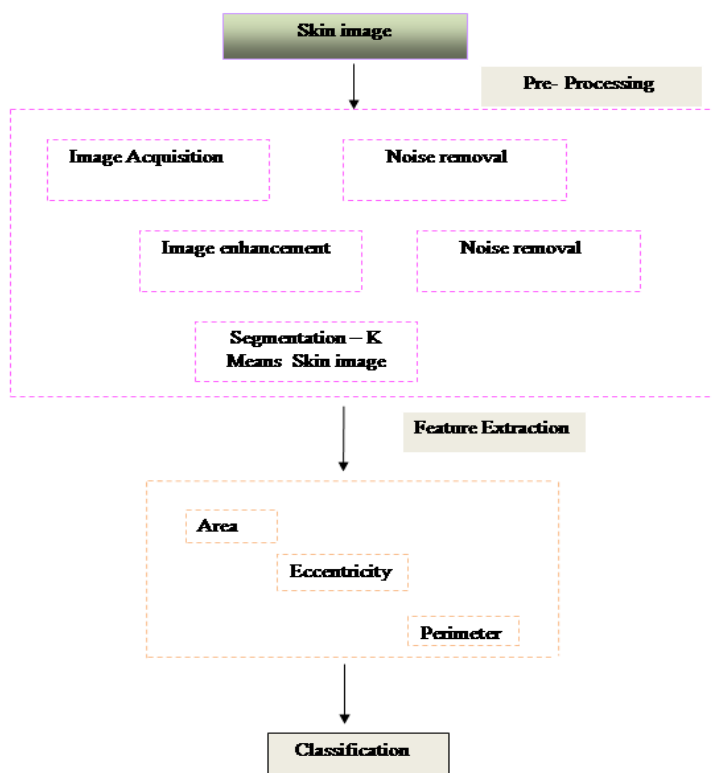 Skin image
Pre- Processing
Image Acquisition
Noise removal
Image enhancement
Noise removal
Segmentation – K
Means Skin image
Feature Extraction
Area
Eccentricity
Perimeter
Classification